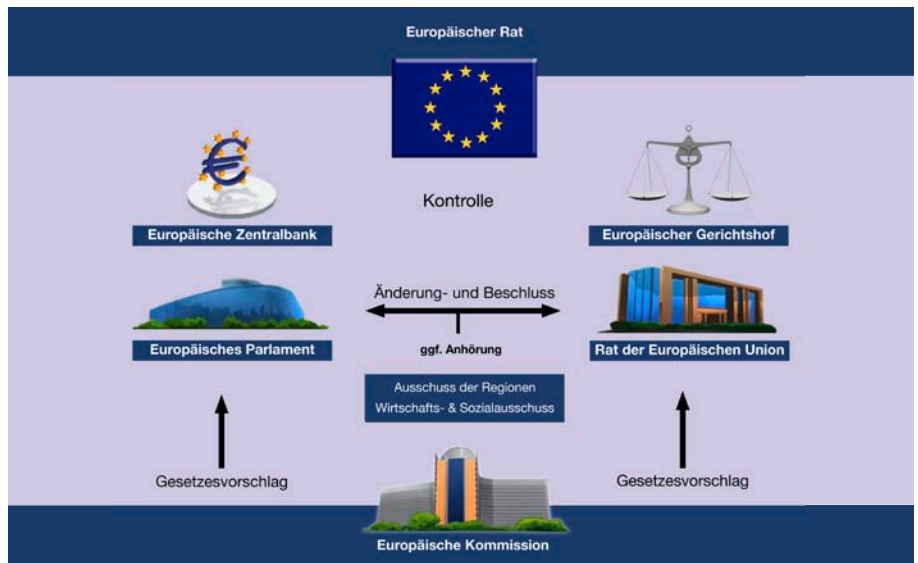 Europäischer Rat
Kontrolle
Europäische Zentralbank
Europäischer Gerichtshof
Änderung- und Beschluss
Europäisches Parlament
ggf. Anhörung
Rat der Europäischen Union
Ausschuss der Regionen
Wirtschafts- & Sozialausschuss
Gesetzesvorschlag
Gesetzesvorschlag
Europäische Kommission